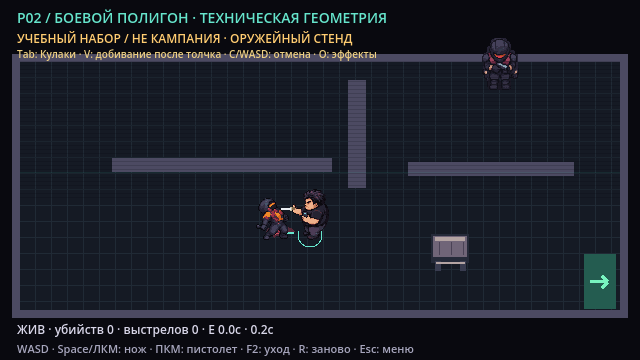 P02 / БОЕВОЙ ПОЛИГОН · ТЕХНИЧЕСКАЯ ГЕОМЕТРИЯ
УЧЕБНЫЙ НАБОР / НЕ КАМПАНИЯ · ОРУЖЕЙНЫЙ СТЕНД
Tab: Кулаки · V: добивание после толчка · C/WASD: отмена · O: эффекты
ЖИВ · убийств 0 · выстрелов 0 · E 0.0с · 0.2с
WASD · Space/ЛКМ: нож · ПКМ: пистолет · F2: уход · R: заново · Esc: меню